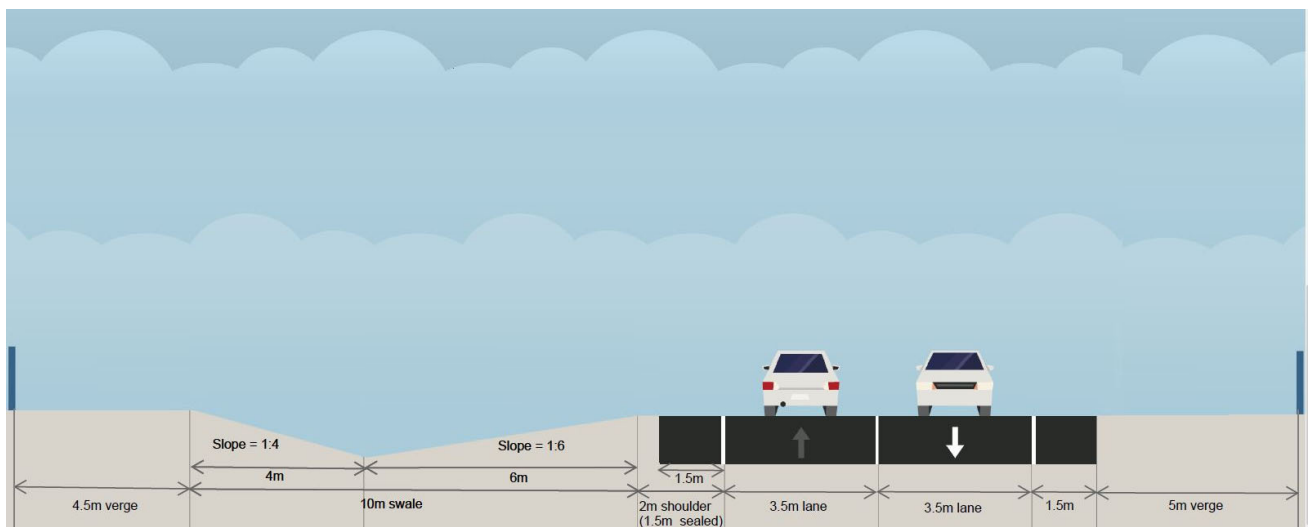 Slope = 1:4
Slope = 1:6
4m
6m
1.5m
4.5m verge
10m swale
2m shoulder
(1.5m sealed)
3.5m lane
3.5m lane
1.5m
5m verge